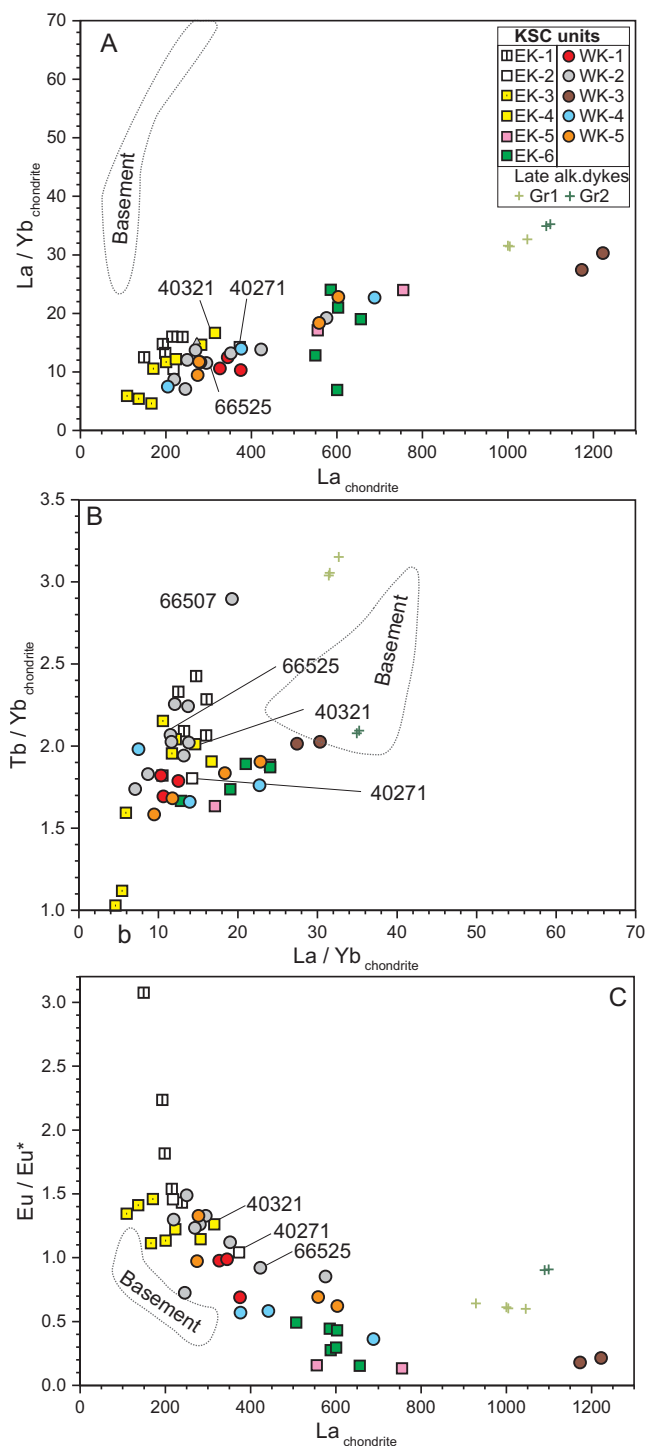 A
KSC units
EK-1 WK-1
EK-2 WK-2
EK-3 WK-3
EK-4 WK-4
EK-5 WK-5
EK-6
Late alk.dykes
Gr1 Gr2
Basement
40321 40271
66525
70
60
50
40
30
20
10
0
La / Yb chondrite
0 200 400 600 800 1000 1200
La chondrite
B
3.5
3.0
2.5
2.0
1.5
1.0
Tb / Yb chondrite
66507
66525
40321
40271
Basement
0 10 20 30 40 50 60 70
b
La / Yb chondrite
C
3.0
2.5
2.0
1.5
1.0
0.5
0.0
Eu / Eu*
40321
40271
66525
Basement
0 200 400 600 800 1000 1200
La chondrite